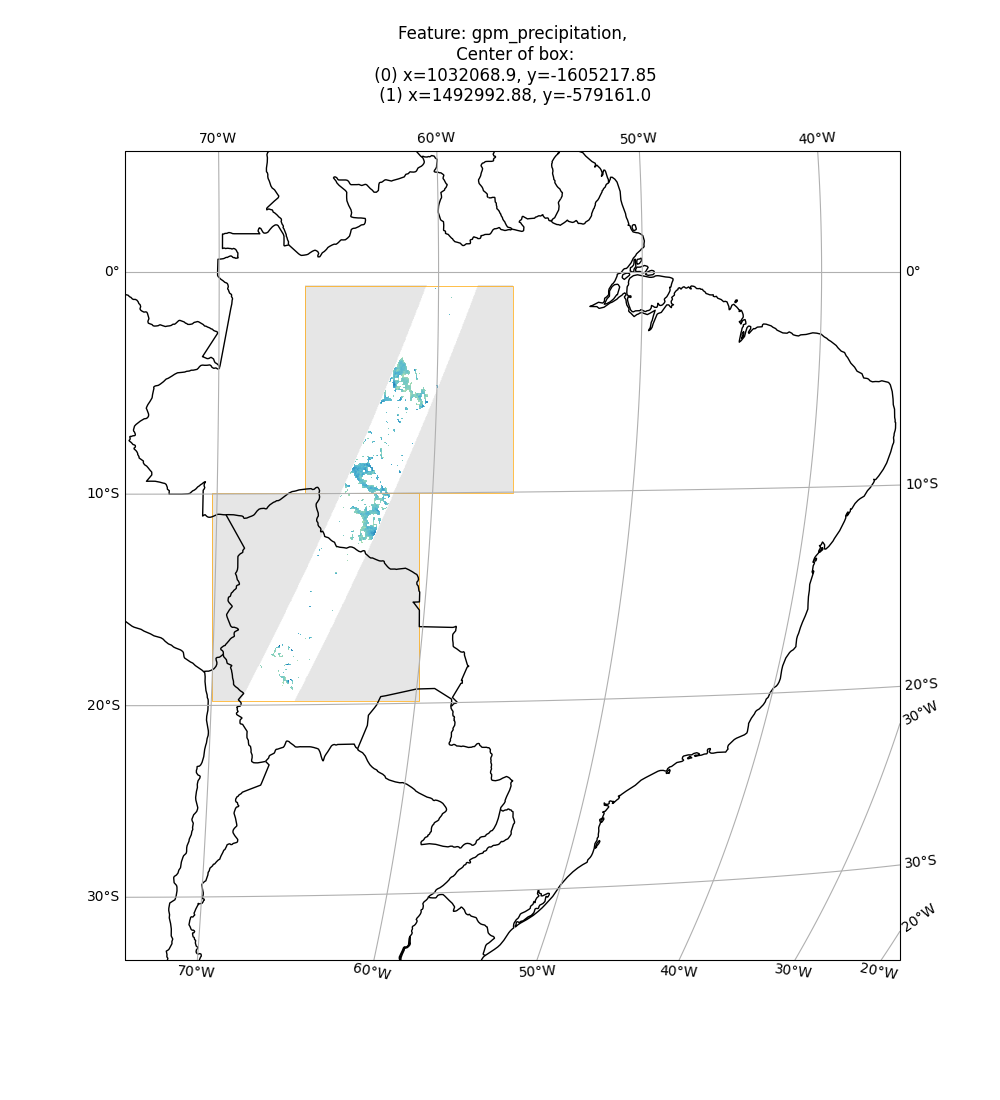 Feature: gpm_precipitation,
Center of box:
(0) x=1032068.9, y=-1605217.85
(1) x=1492992.88, y=-579161.0
70°W 60°W 50°W 40°W
0° 0°
10°S 10°S
20°S 20°S
30°W
30°S 30°S
20°W
70°W 60°W 50°W 40°W 30°W 20°W